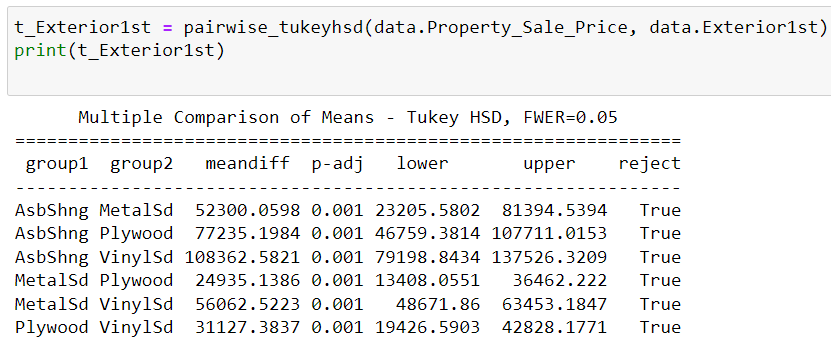 t_Exterior1st = pairwise_tukeyhsd(data.Property_Sale_Price, data.Exterior1st)
print(t_Exterior1st)
Multiple Comparison of Means - Tukey HSD, FWER=0.05
===============================================================
group1 group2 meandiff p-adj lower upper reject
---------------------------------------------------------------
AsbShng MetalSd 52300.0598 0.001 23205.5802 81394.5394 True
AsbShng Plywood 77235.1984 0.001 46759.3814 107711.0153 True
AsbShng VinylSd 108362.5821 0.001 79198.8434 137526.3209 True
MetalSd Plywood 24935.1386 0.001 13408.0551 36462.222 True
MetalSd VinylSd 56062.5223 0.001 48671.86 63453.1847 True
Plywood VinylSd 31127.3837 0.001 19426.5903 42828.1771 True